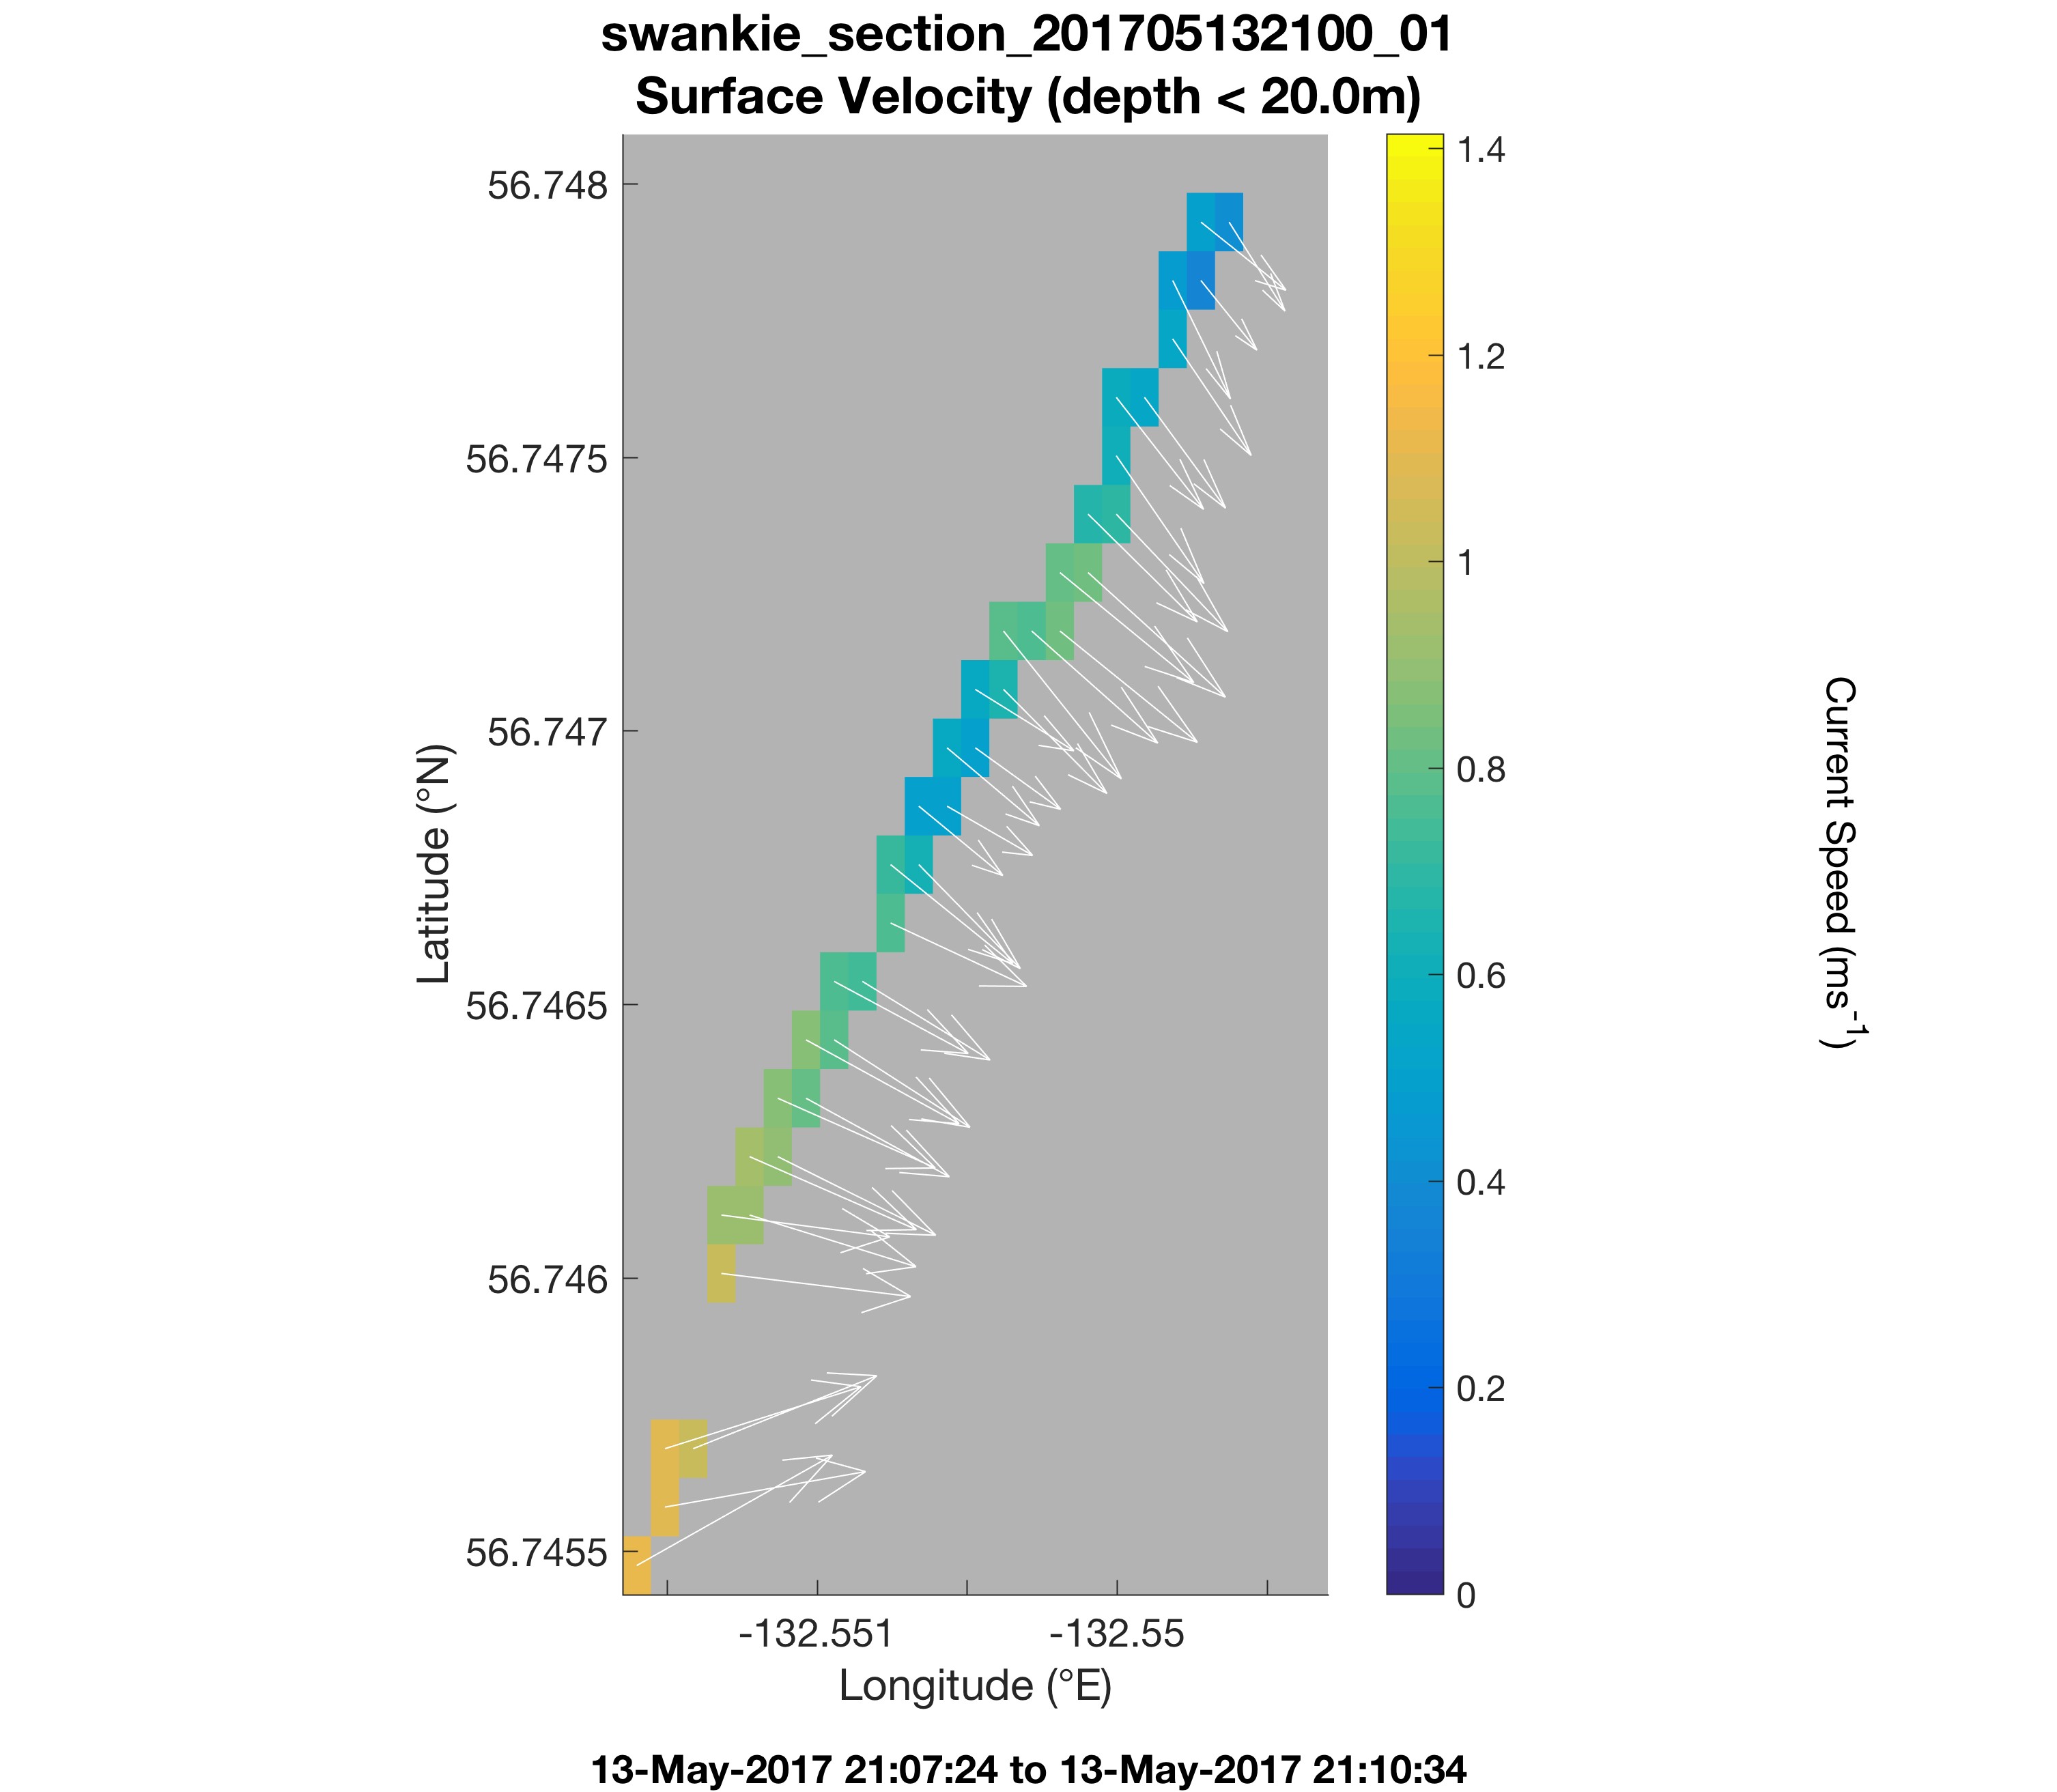 swankie_section_201705132100_01
Surface Velocity (depth < 20.0m)
56.748
56.7475
56.747
56.7465
56.746
56.7455
Latitude (°N)
-132.551
-132.55
Longitude (°E)
1.4
1.2
1
0.8
0.6
0.4
0.2
0
Current Speed (ms-1)
13-May-2017 21:07:24 to 13-May-2017 21:10:34